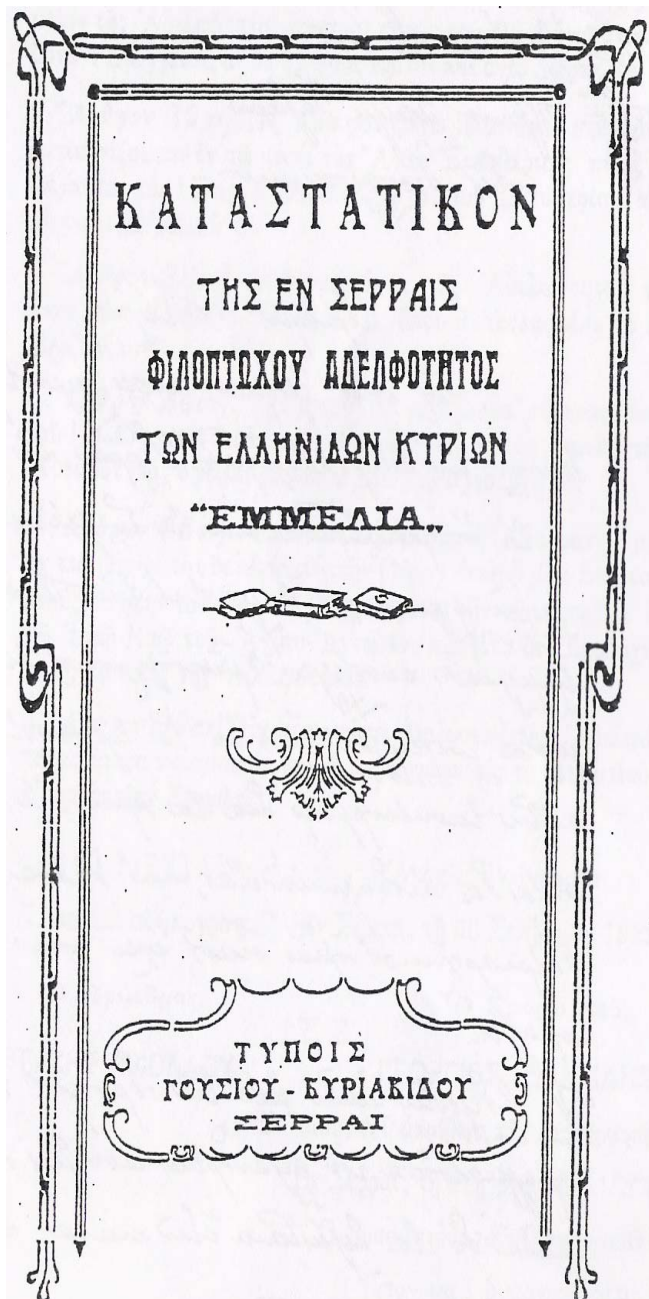 ΚΑΤΑΣΤΑΤΙΚΟΝ
ΤΗΣ ΕΝ ΣΕΡΡΑΙΣ
ΦΙΛΟΠΤΩΧΟΥ ΑΔΕΛΦΟΤΗΤΟΣ
ΤΩΝ ΕΛΛΗΝΙΔΩΝ ΚΥΡΙΩΝ
“ΕΜΜΕΛΙΑ„
ΤΥΠΟΙΣ
ΓΟΥΣΙΟΥ - ΚΥΡΙΑΚΙΔΟΥ
ΣΕΡΡΑΙ